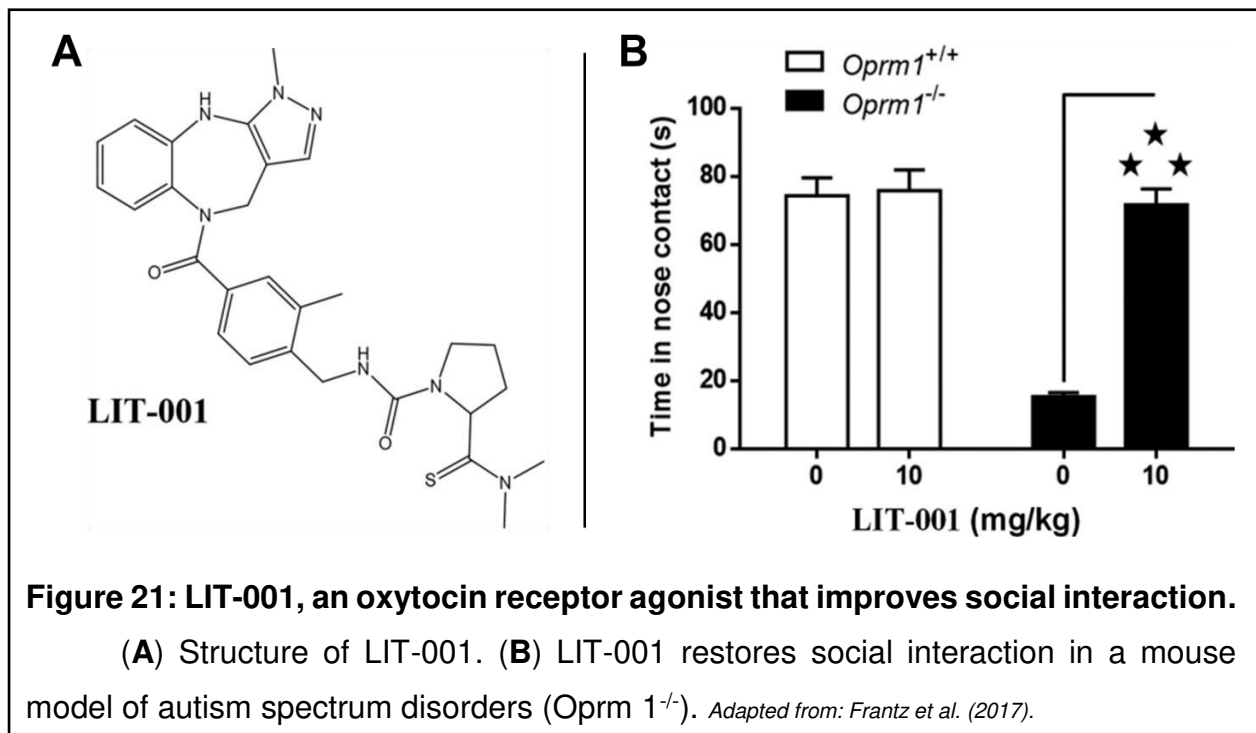 A
H
N
N
N
N
O
H
N
N
O
S
N
LIT-001
B
Oprm1+/+
Oprm1-/-
Time in nose contact (s)
100
80
60
40
20
0
0 10 0 10
LIT-001 (mg/kg)
Figure 21: LIT-001, an oxytocin receptor agonist that improves social interaction.
(A) Structure of LIT-001. (B) LIT-001 restores social interaction in a mouse
model of autism spectrum disorders (Oprm 1-/-). Adapted from: Frantz et al. (2017).